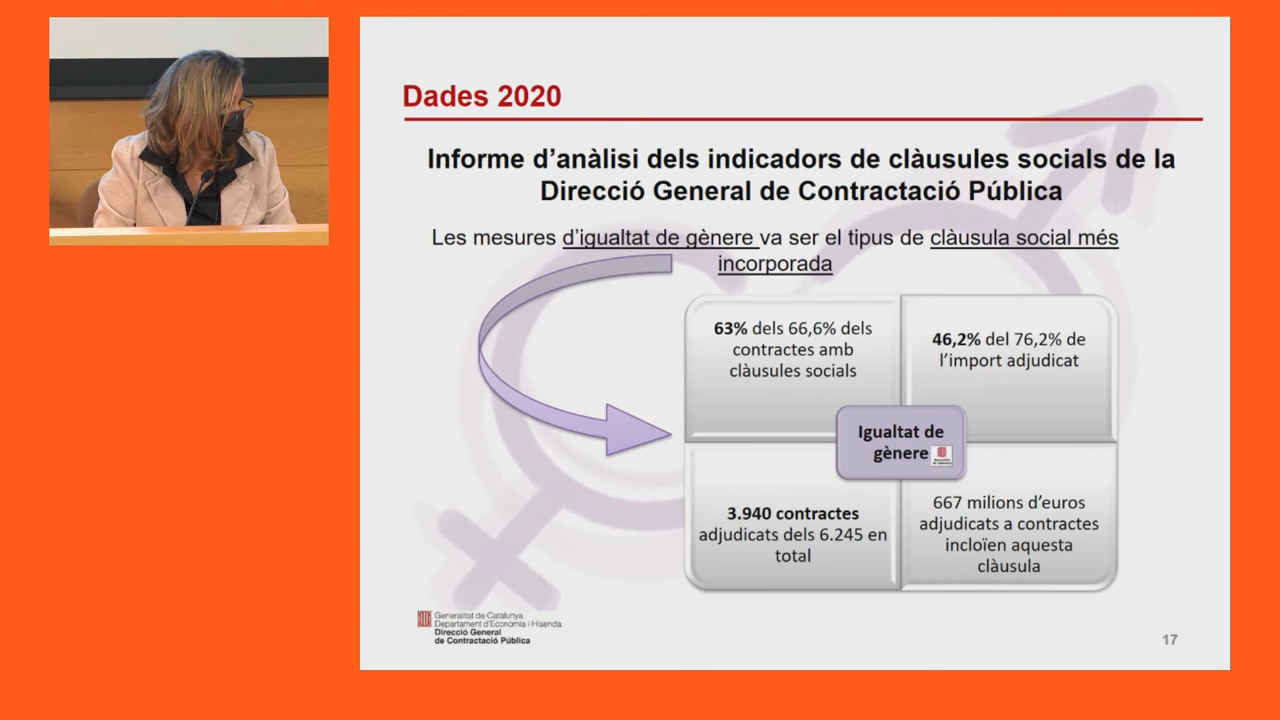 Dades 2020
Informe d’anàlisi dels indicadors de clàusules socials de la
Direcció General de Contractació Pública
Les mesures d’igualtat de gènere va ser el tipus de clàusula social més
incorporada
63% dels 66,6% dels
contractes amb
clàusules socials
46,2% del 76,2% de
l’import adjudicat
Igualtat de
gènere
3.940 contractes
adjudicats dels 6.245 en
total
667 milions d’euros
adjudicats a contractes
incloïen aquesta
clàusula
Generalitat de Catalunya
Departament d'Economia i Hisenda
Direcció General
de Contractació Pública
17